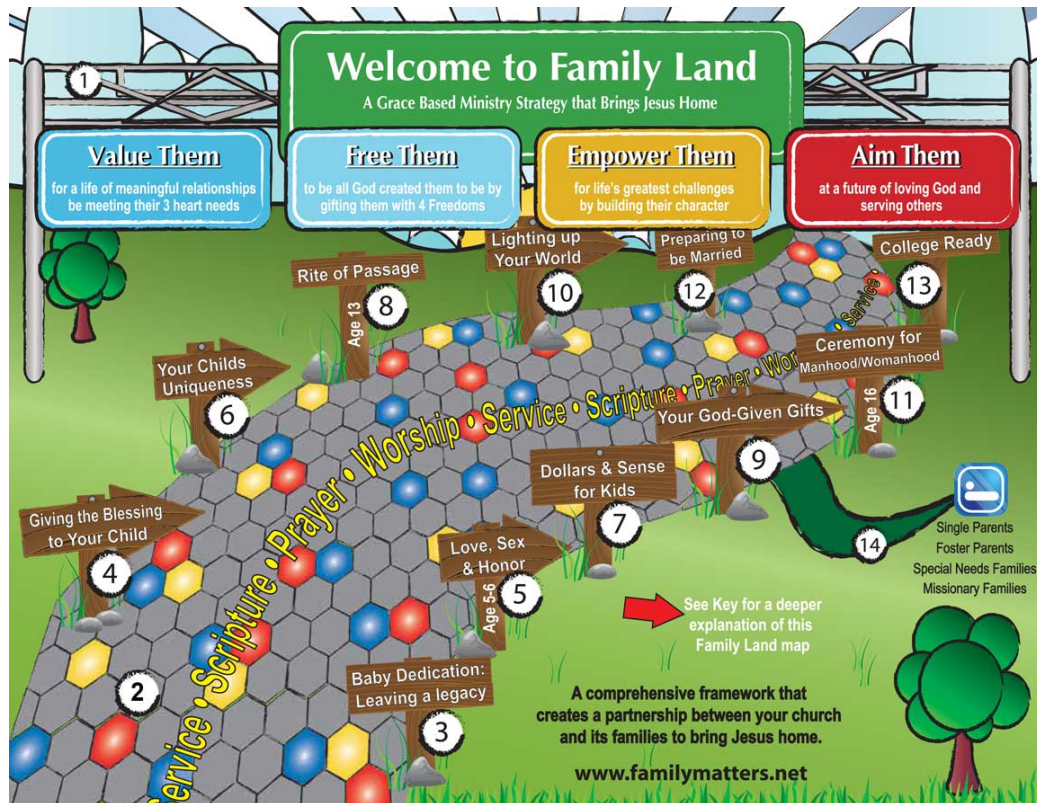 Welcome to Family Land
A Grace Based Ministry Strategy that Brings Jesus Home
1
Value Them
for a life of meaningful relationships
be meeting their 3 heart needs
Free Them
to be all God created them to be by
gifting them with 4 Freedoms
Empower Them
for life's greatest challenges
by building their character
Aim Them
at a future of loving God and
serving others
Rite of Passage
Age 13
8
Lighting up
Your World
10
Preparing to
be Married
12
College Ready
13
Your Childs
Uniqueness
6
Ceremony for
Manhood/Womanhood
Age 16
11
Your God-Given Gifts
9
Dollars & Sense
for Kids
7
Giving the Blessing
to Your Child
4
Love, Sex
& Honor
Age 5-6
5
Baby Dedication:
Leaving a legacy
3
2
Service • Scripture • Prayer • Worship • Service • Scripture • Prayer • Wor
Service •
14
Single Parents
Foster Parents
Special Needs Families
Missionary Families
See Key for a deeper
explanation of this
Family Land map
A comprehensive framework that
creates a partnership between your church
and its families to bring Jesus home.
www.familymatters.net